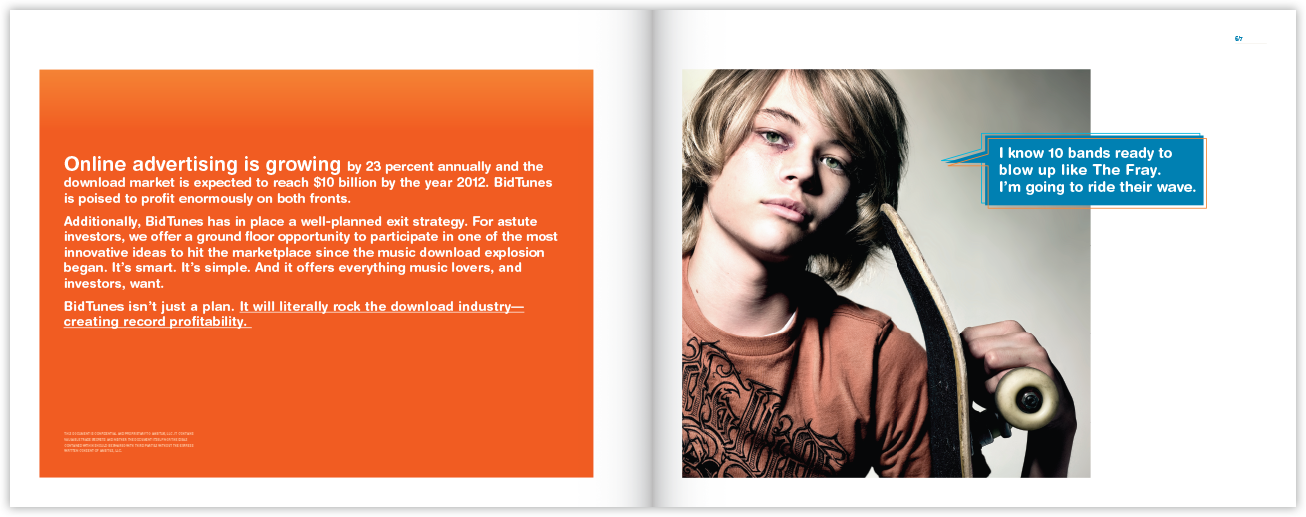 Online advertising is growing by 23 percent annually and the
download market is expected to reach $10 billion by the year 2012. BidTunes
is poised to profit enormously on both fronts.
Additionally, BidTunes has in place a well-planned exit strategy. For astute
investors, we offer a ground floor opportunity to participate in one of the most
innovative ideas to hit the marketplace since the music download explosion
began. It's smart. It's simple. And it offers everything music lovers, and
investors, want.
BidTunes isn't just a plan. It will literally rock the download industry—
creating record profitability.
6/7
I know 10 bands ready to
blow up like The Fray.
I'm going to ride their wave.